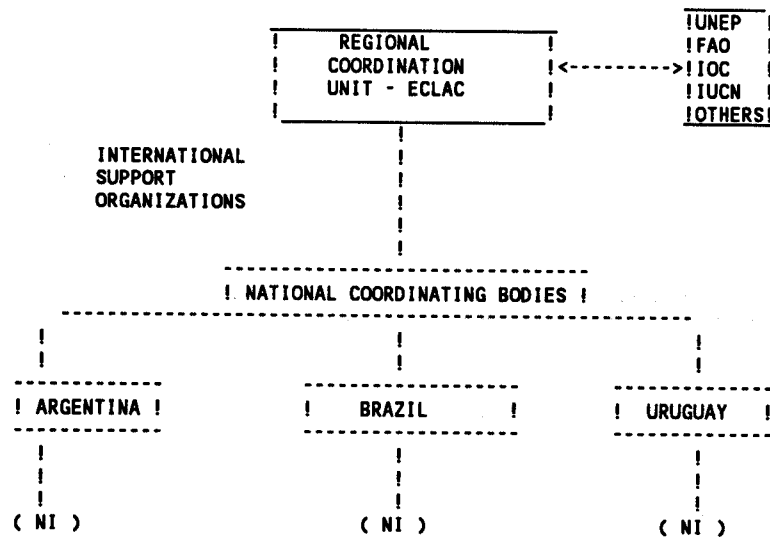 REGIONAL
COORDINATION
UNIT - ECLAC
UNEP
FAO
IOC
IUCN
OTHERS
INTERNATIONAL
SUPPORT
ORGANIZATIONS
NATIONAL COORDINATING BODIES
ARGENTINA
BRAZIL
URUGUAY
( NI )
( NI )
( NI )